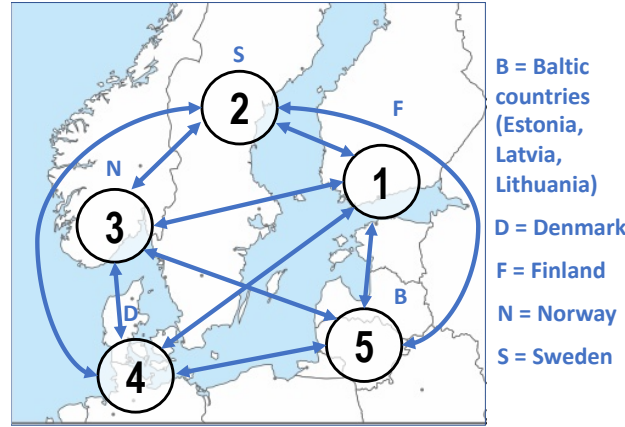 S
2
F
N
1
3
B
D
4
5
B = Baltic
countries
(Estonia,
Latvia,
Lithuania)
D = Denmark
F = Finland
N = Norway
S = Sweden